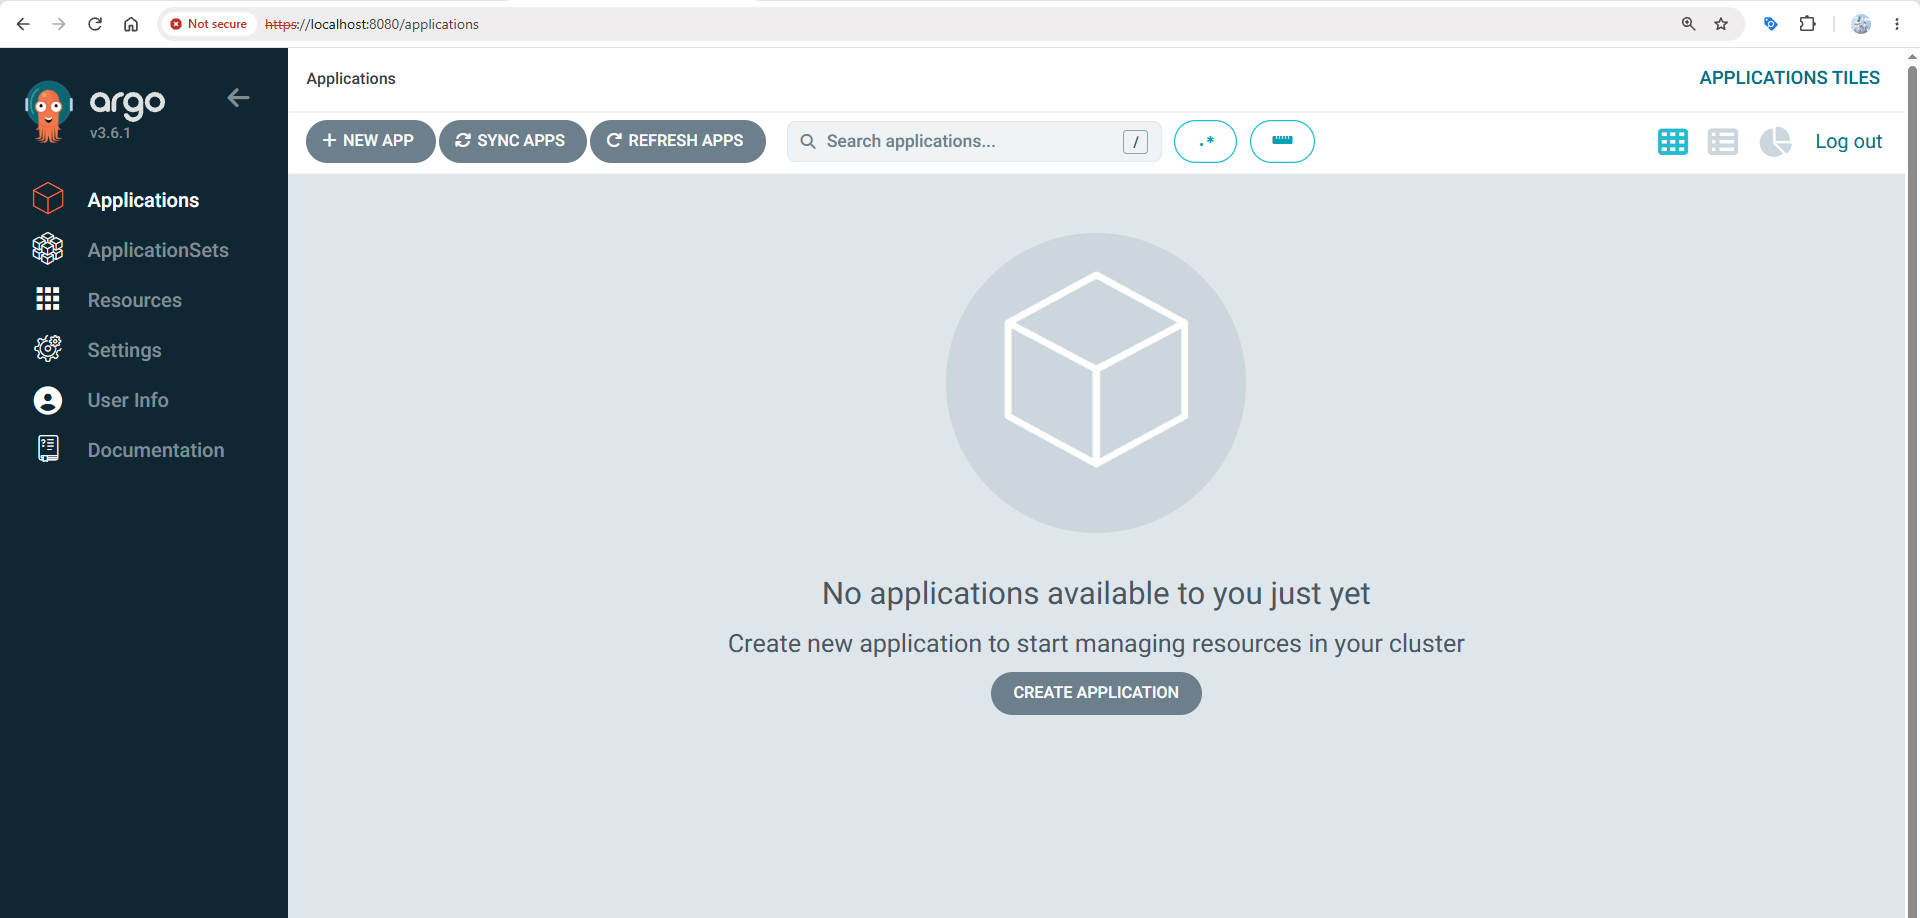 Not secure https://localhost:8080/applications
argo
v3.6.1
Applications
ApplicationSets
Resources
Settings
User Info
Documentation
Applications
APPLICATIONS TILES
+ NEW APP SYNC APPS REFRESH APPS Search applications... / .* Log out
No applications available to you just yet
Create new application to start managing resources in your cluster
CREATE APPLICATION